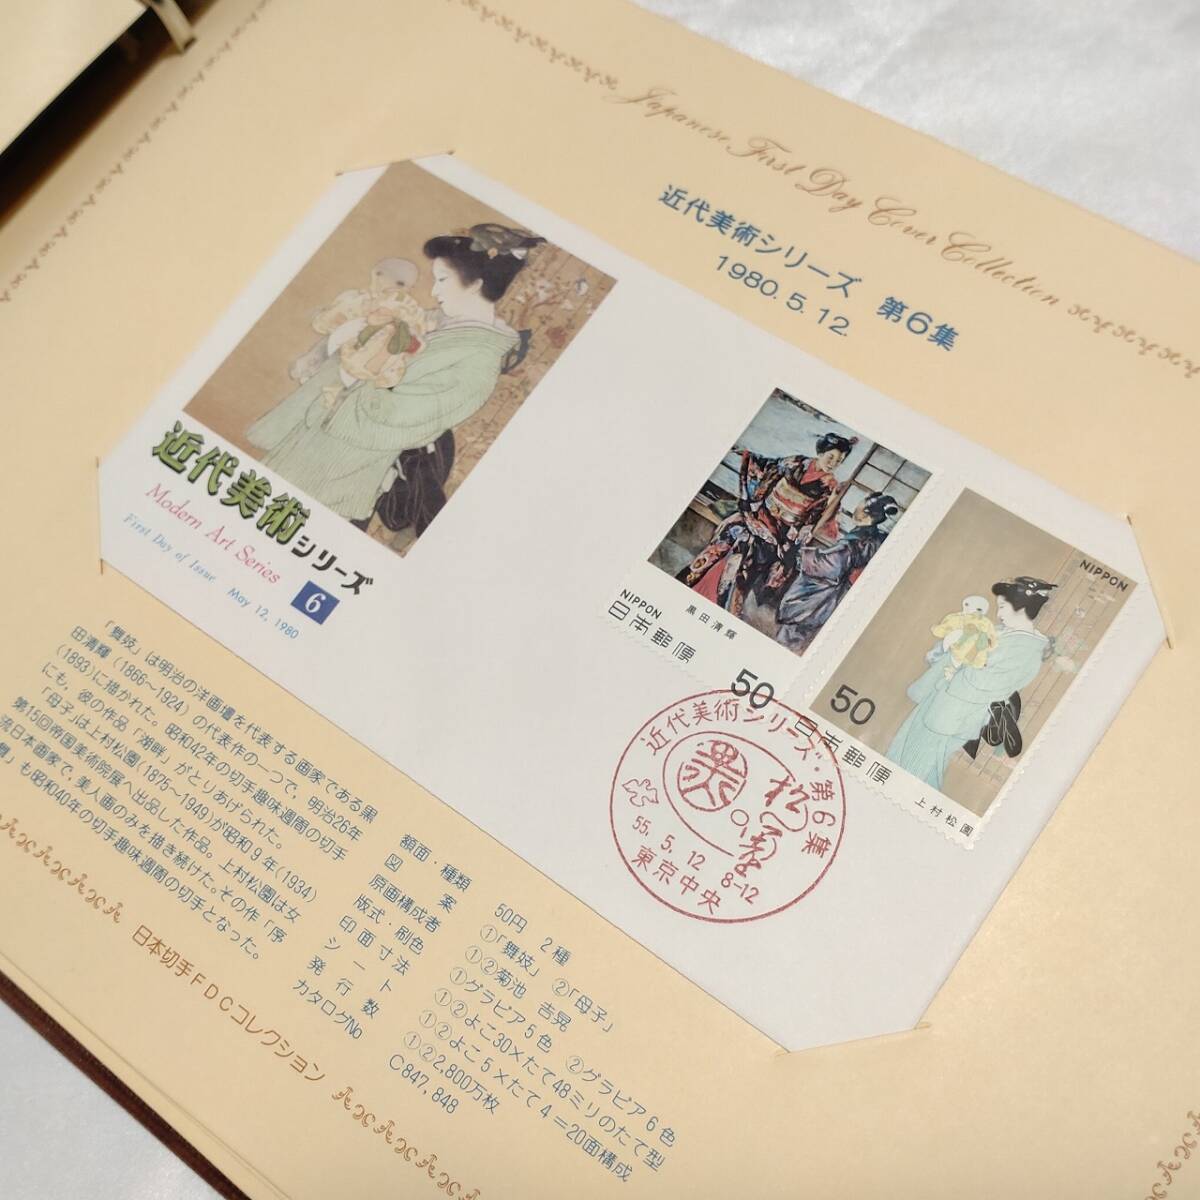 Japanese First Day Cover Collection
近代美術シリーズ 第6集
1980.5.12.
近代美術シリーズ
Modern Art Series 6
First Day of Issue May 12, 1980
NIPPON
日本郵便
黒田清輝
50
NIPPON
50
日本郵便
上村松園
近代美術シリーズ・第6集
松園
55.5.12 8-12
東京中央
「舞妓」は明治の洋画壇を代表する画家である黒
田清輝(1866〜1924)の代表作の一つで，明治26年
(1893)に描かれた。昭和42年の切手趣味週間の切手
にも，彼の作品「湖畔」がとりあげられた。
「母子」は上村松園(1875〜1949)が昭和9年(1934)
第15回帝国美術院展へ出品した作品。上村松園は女
流日本画家で，美人画のみを描き続けた。その作「序
舞」も昭和40年の切手趣味週間の切手となった。
額面・種類 50円 2種
図案 ①「舞妓」 ②「母子」
原画構成者 ①②菊池 吉晃
版式・刷色 ①グラビア5色 ②グラビア6色
印面寸法 ①②よこ30×たて48ミリのたて型
シート ①②よこ5×たて4=20面構成
発行数 ①②2,800万枚
カタログNo C847,848
日本切手FDCコレクション